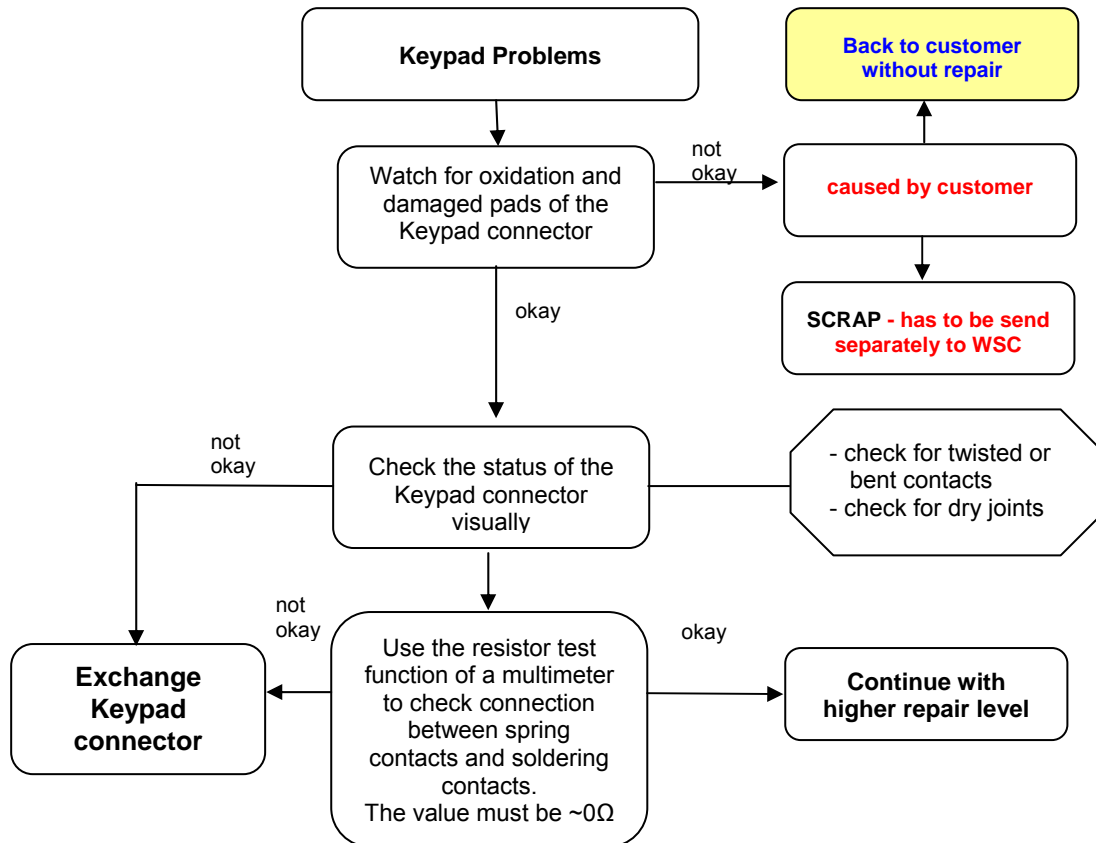 Keypad Problems
Back to customer
without repair
Watch for oxidation and
damaged pads of the
Keypad connector
not
okay
caused by customer
okay
SCRAP - has to be send
separately to WSC
not
okay
Check the status of the
Keypad connector
visually
- check for twisted or
bent contacts
- check for dry joints
not
okay
Use the resistor test
function of a multimeter
to check connection
between spring
contacts and soldering
contacts.
The value must be ~0Ω
okay
Exchange
Keypad
connector
Continue with
higher repair level